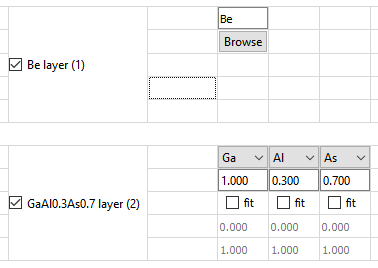 Be
Browse
Be layer (1)
Ga Al As
1.000 0.300 0.700
GaAl0.3As0.7 layer (2) fit fit fit
0.000 0.000 0.000
1.000 1.000 1.000